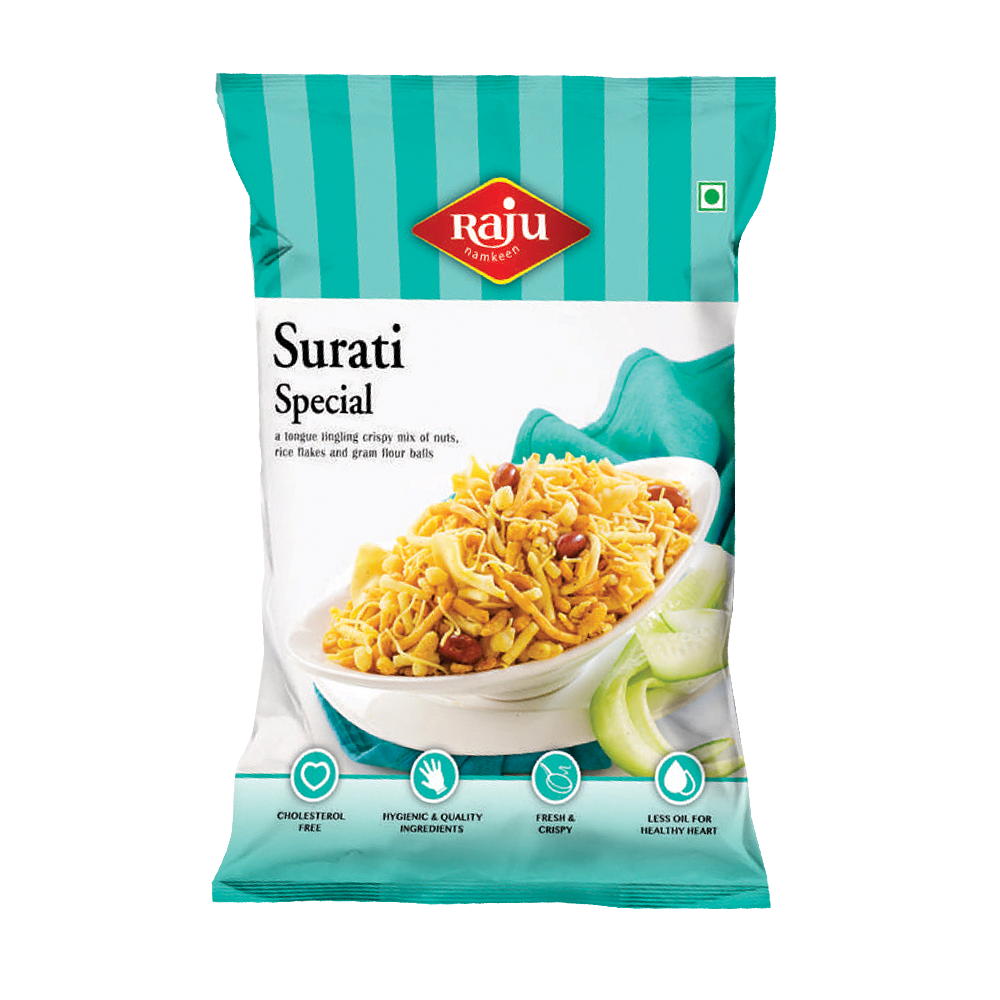 Raju
namkeen
Surati
Special
a tongue tingling crispy mix of nuts,
rice flakes and gram flour balls
CHOLESTEROL
FREE
HYGIENIC & QUALITY
INGREDIENTS
FRESH &
CRISPY
LESS OIL FOR
HEALTHY HEART